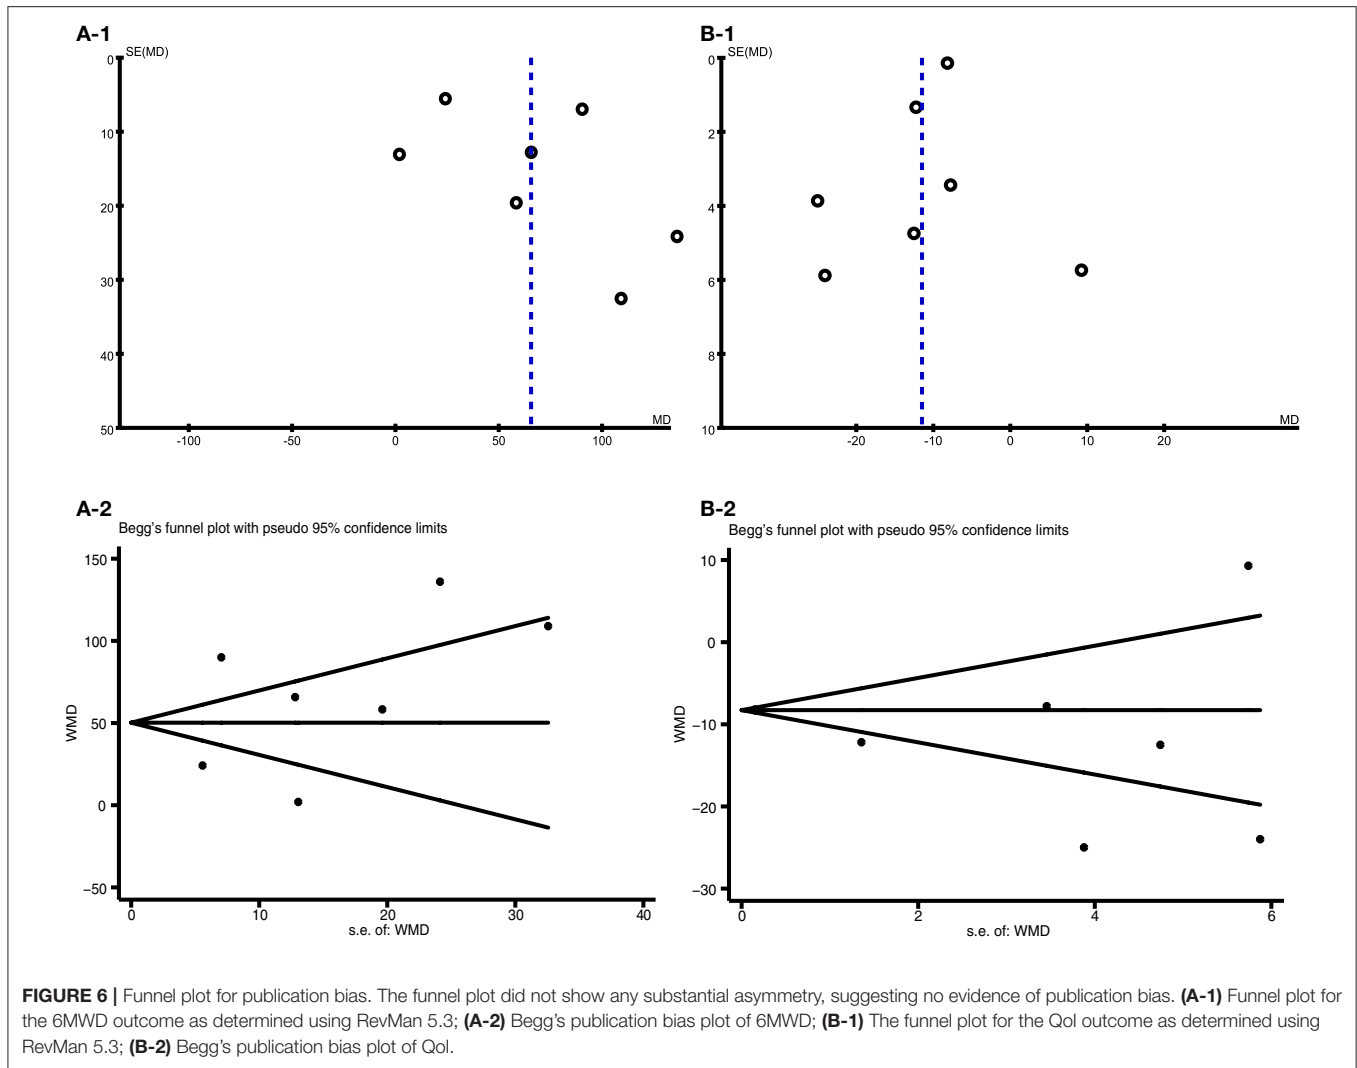 A-1
SE(MD)
0
10
20
30
40
50
-100
-50
0
50
100
MD
B-1
SE(MD)
0
2
4
6
8
10
-20
-10
0
10
20
MD
A-2
Begg's funnel plot with pseudo 95% confidence limits
WMD
150
100
50
0
−50
0
10
20
30
40
s.e. of: WMD
B-2
Begg's funnel plot with pseudo 95% confidence limits
WMD
10
0
−10
−20
−30
0
2
4
6
s.e. of: WMD
FIGURE 6 | Funnel plot for publication bias. The funnel plot did not show any substantial asymmetry, suggesting no evidence of publication bias. (A-1) Funnel plot for
the 6MWD outcome as determined using RevMan 5.3; (A-2) Begg's publication bias plot of 6MWD; (B-1) The funnel plot for the Qol outcome as determined using
RevMan 5.3; (B-2) Begg's publication bias plot of Qol.